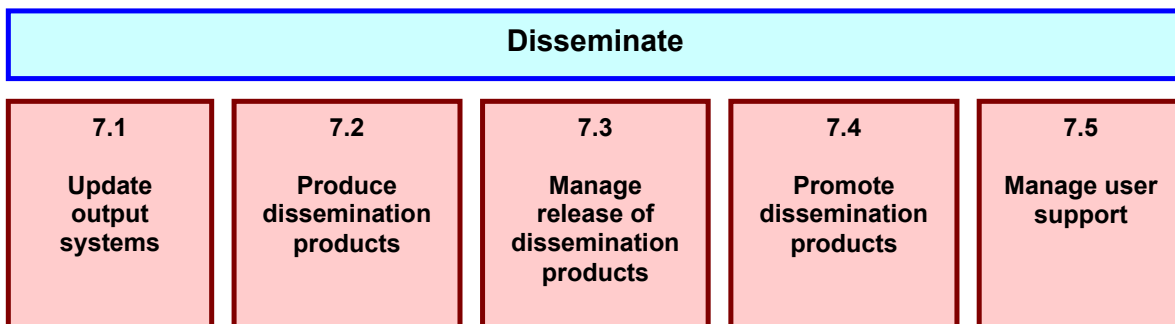 Disseminate
7.1
Update
output
systems
7.2
Produce
dissemination
products
7.3
Manage
release of
dissemination
products
7.4
Promote
dissemination
products
7.5
Manage user
support